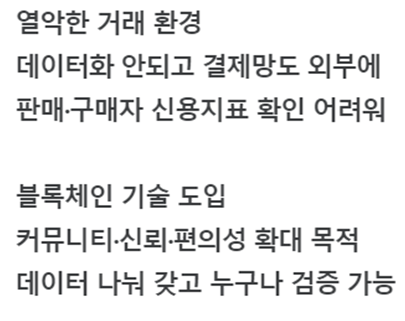 열악한 거래 환경
데이터화 안되고 결제망도 외부에
판매·구매자 신용지표 확인 어려워
블록체인 기술 도입
커뮤니티·신뢰·편의성 확대 목적
데이터 나눠 갖고 누구나 검증 가능